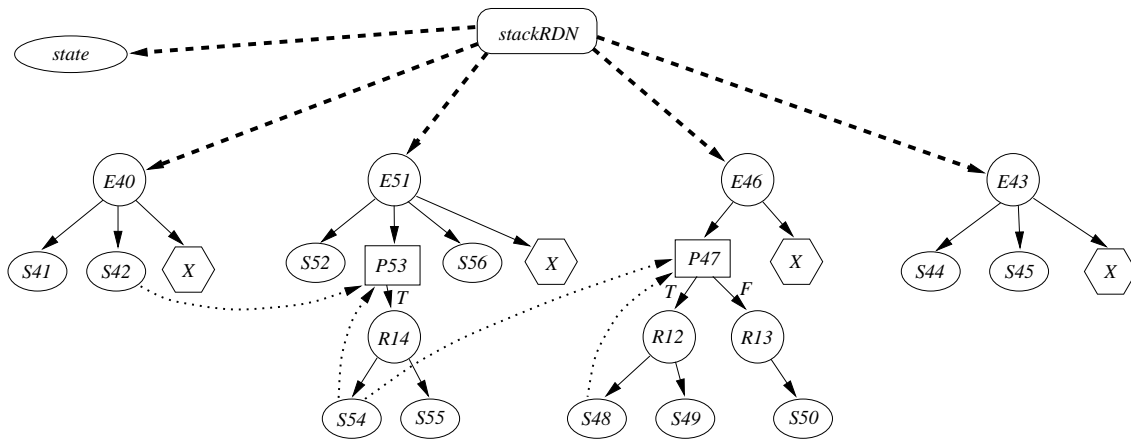 stackRDN
state
E40 E51 E46 E43
S41 S42 X S52 P53 S56 X P47 X S44 S45 X
T T F
R14 R12 R13
S54 S55 S48 S49 S50